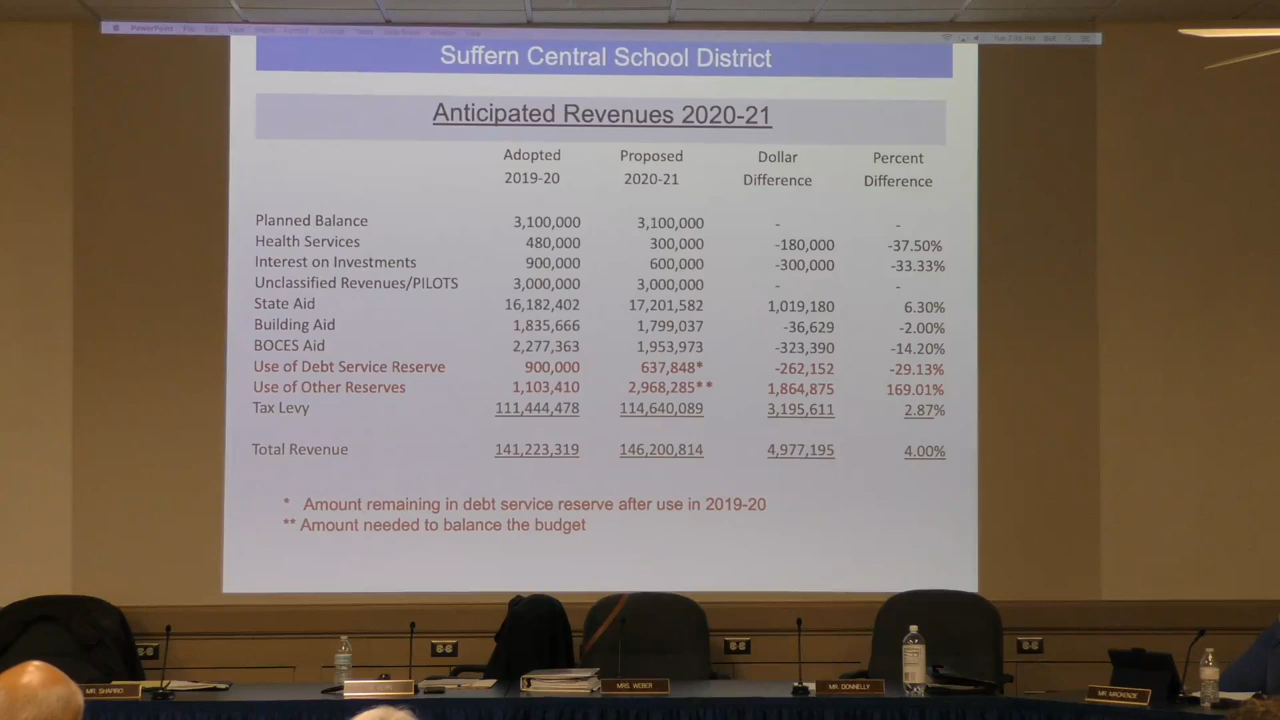 PowerPoint File Edit View Insert Format
Suffern Central School District
Anticipated Revenues 2020-21
Adopted Proposed Dollar Percent
2019-20 2020-21 Difference Difference
Planned Balance 3,100,000 3,100,000 - -
Health Services 480,000 300,000 -180,000 -37.50%
Interest on Investments 900,000 600,000 -300,000 -33.33%
Unclassified Revenues/PILOTS 3,000,000 3,000,000 - -
State Aid 16,182,402 17,201,582 1,019,180 6.30%
Building Aid 1,835,666 1,799,037 -36,629 -2.00%
BOCES Aid 2,277,363 1,953,973 -323,390 -14.20%
Use of Debt Service Reserve 900,000 637,848* -262,152 -29.13%
Use of Other Reserves 1,103,410 2,968,285** 1,864,875 169.01%
Tax Levy 111,444,478 114,640,089 3,195,611 2.87%
Total Revenue 141,223,319 146,200,814 4,977,195 4.00%
* Amount remaining in debt service reserve after use in 2019-20
** Amount needed to balance the budget
MR. SHAPIRO
MRS. WEBER
MR. DONNELLY
MR. MACKENZIE